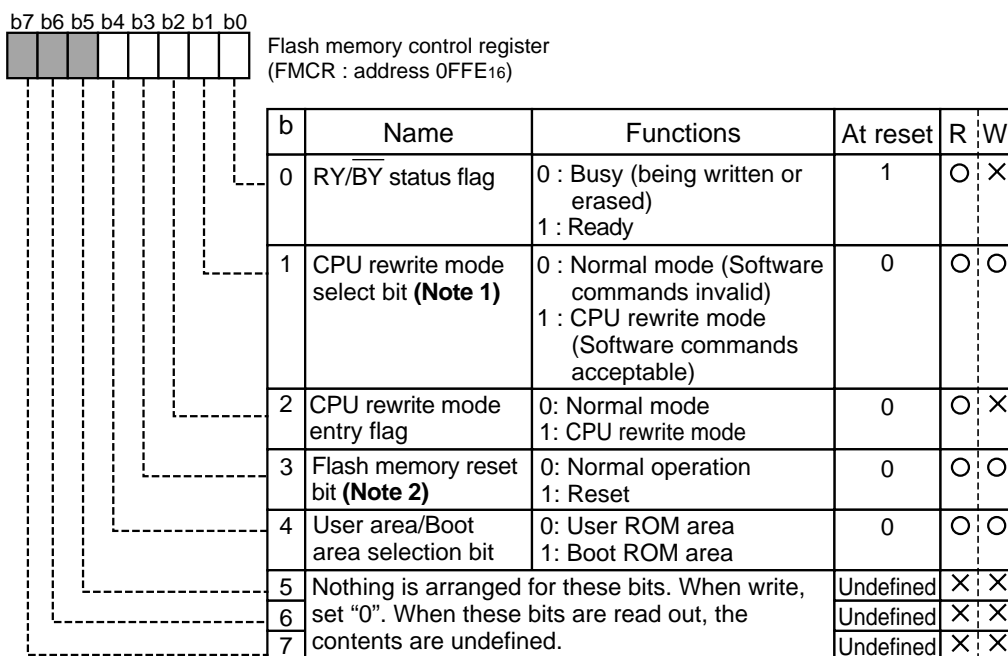 b7 b6 b5 b4 b3 b2 b1 b0
Flash memory control register
(FMCR : address 0FFE16)
b Name Functions At reset R W
0 RY/BY status flag 0 : Busy (being written or 1 O ×
erased)
1 : Ready
1 CPU rewrite mode 0 : Normal mode (Software 0 O O
select bit (Note 1) commands invalid)
1 : CPU rewrite mode
(Software commands
acceptable)
2 CPU rewrite mode 0: Normal mode 0 O ×
entry flag 1: CPU rewrite mode
3 Flash memory reset 0: Normal operation 0 O O
bit (Note 2) 1: Reset
4 User area/Boot 0: User ROM area 0 O O
area selection bit 1: Boot ROM area
5 Nothing is arranged for these bits. When write, Undefined × ×
6 set “0”. When these bits are read out, the Undefined × ×
7 contents are undefined. Undefined × ×